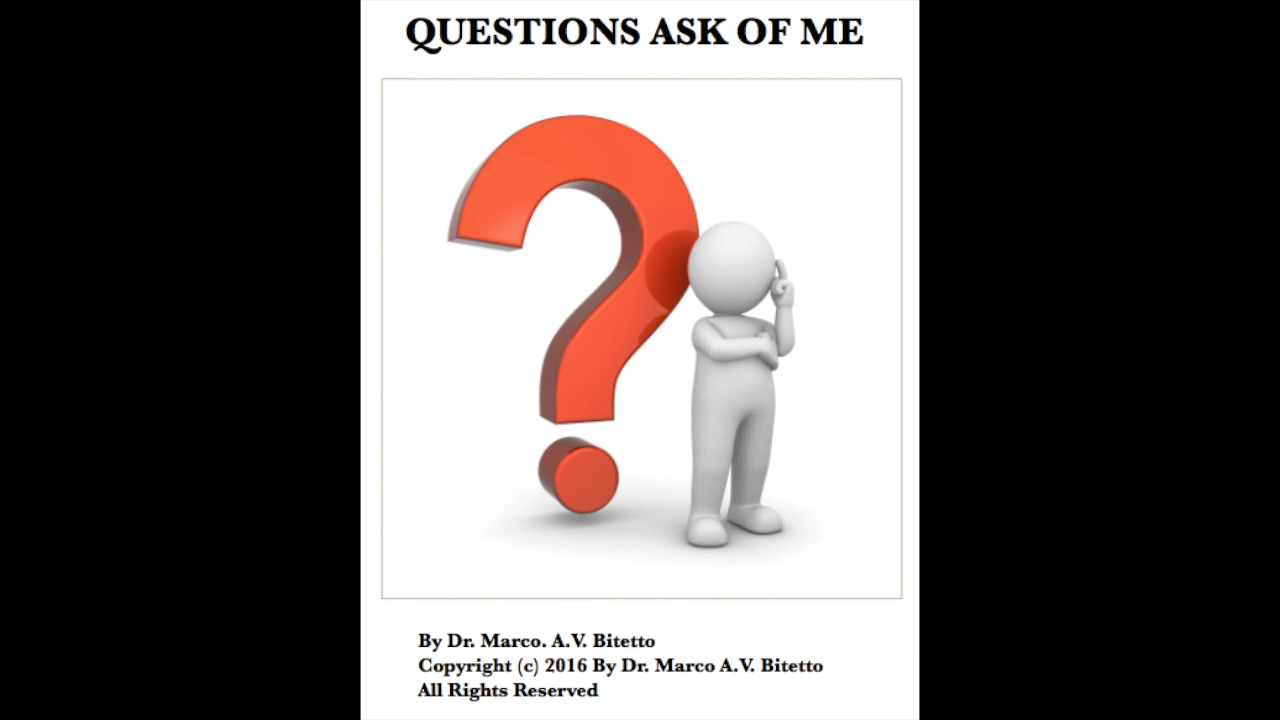 QUESTIONS ASK OF ME
By Dr. Marco. A.V. Bitetto
Copyright (c) 2016 By Dr. Marco A.V. Bitetto
All Rights Reserved